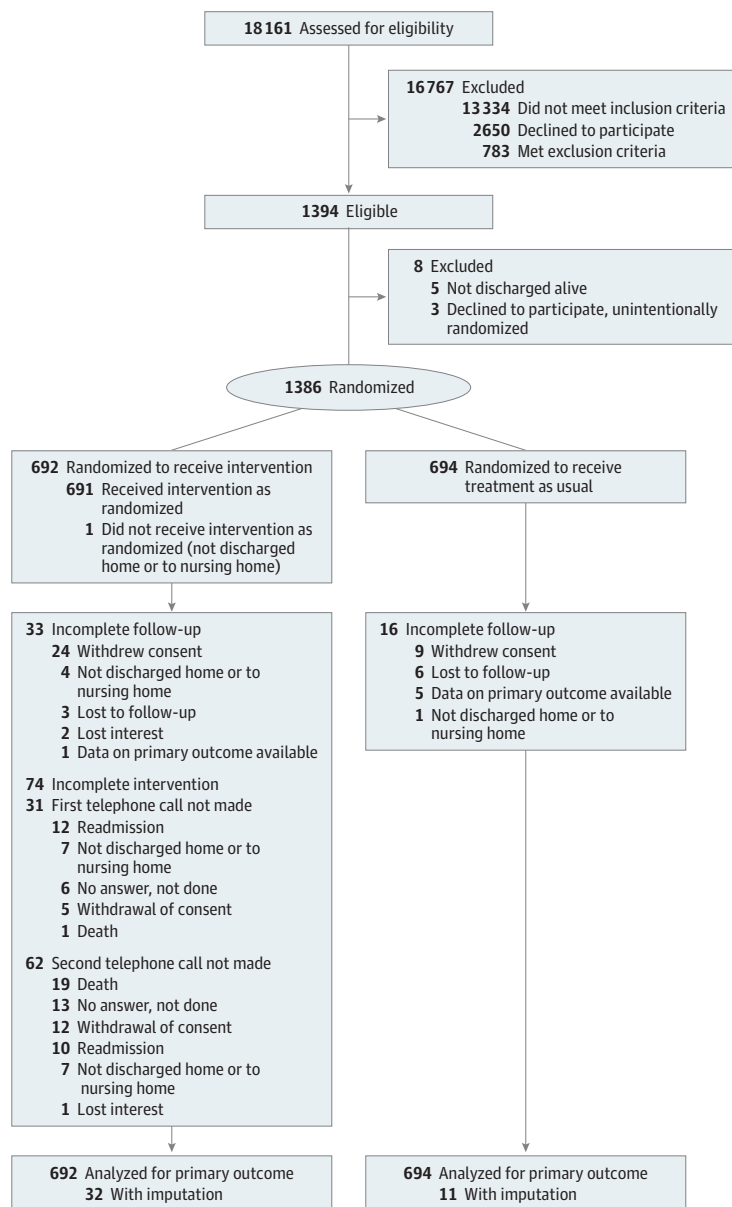 18 161 Assessed for eligibility
16 767 Excluded
13 334 Did not meet inclusion criteria
2650 Declined to participate
783 Met exclusion criteria
1394 Eligible
8 Excluded
5 Not discharged alive
3 Declined to participate, unintentionally
randomized
1386 Randomized
692 Randomized to receive intervention
691 Received intervention as
randomized
1 Did not receive intervention as
randomized (not discharged
home or to nursing home)
694 Randomized to receive
treatment as usual
33 Incomplete follow-up
24 Withdrew consent
4 Not discharged home or to
nursing home
3 Lost to follow-up
2 Lost interest
1 Data on primary outcome available
74 Incomplete intervention
31 First telephone call not made
12 Readmission
7 Not discharged home or to
nursing home
6 No answer, not done
5 Withdrawal of consent
1 Death
62 Second telephone call not made
19 Death
13 No answer, not done
12 Withdrawal of consent
10 Readmission
7 Not discharged home or to
nursing home
1 Lost interest
16 Incomplete follow-up
9 Withdrew consent
6 Lost to follow-up
5 Data on primary outcome available
1 Not discharged home or to
nursing home
692 Analyzed for primary outcome
32 With imputation
694 Analyzed for primary outcome
11 With imputation